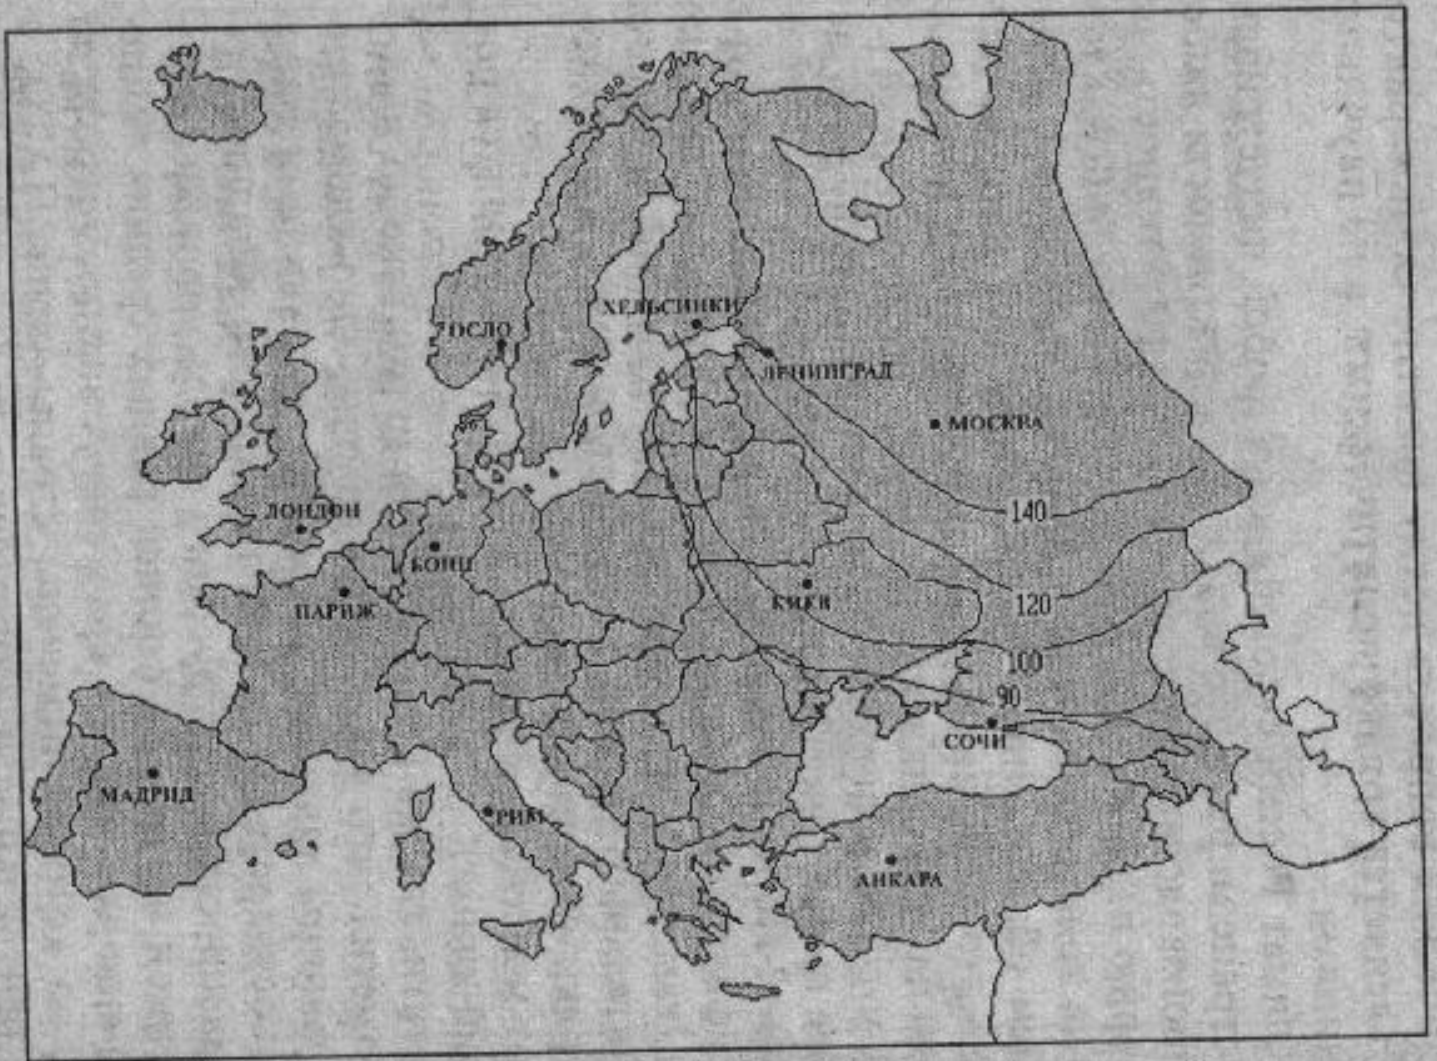 ХЕЛЬСИНКИ
ОСЛО
ЛЕНИНГРАД
МОСКВА
ЛОНДОН
140
БОНН
ПАРИЖ
КИЕВ
120
100
90
СОЧИ
МАДРИД
РИМ
АНКАРА